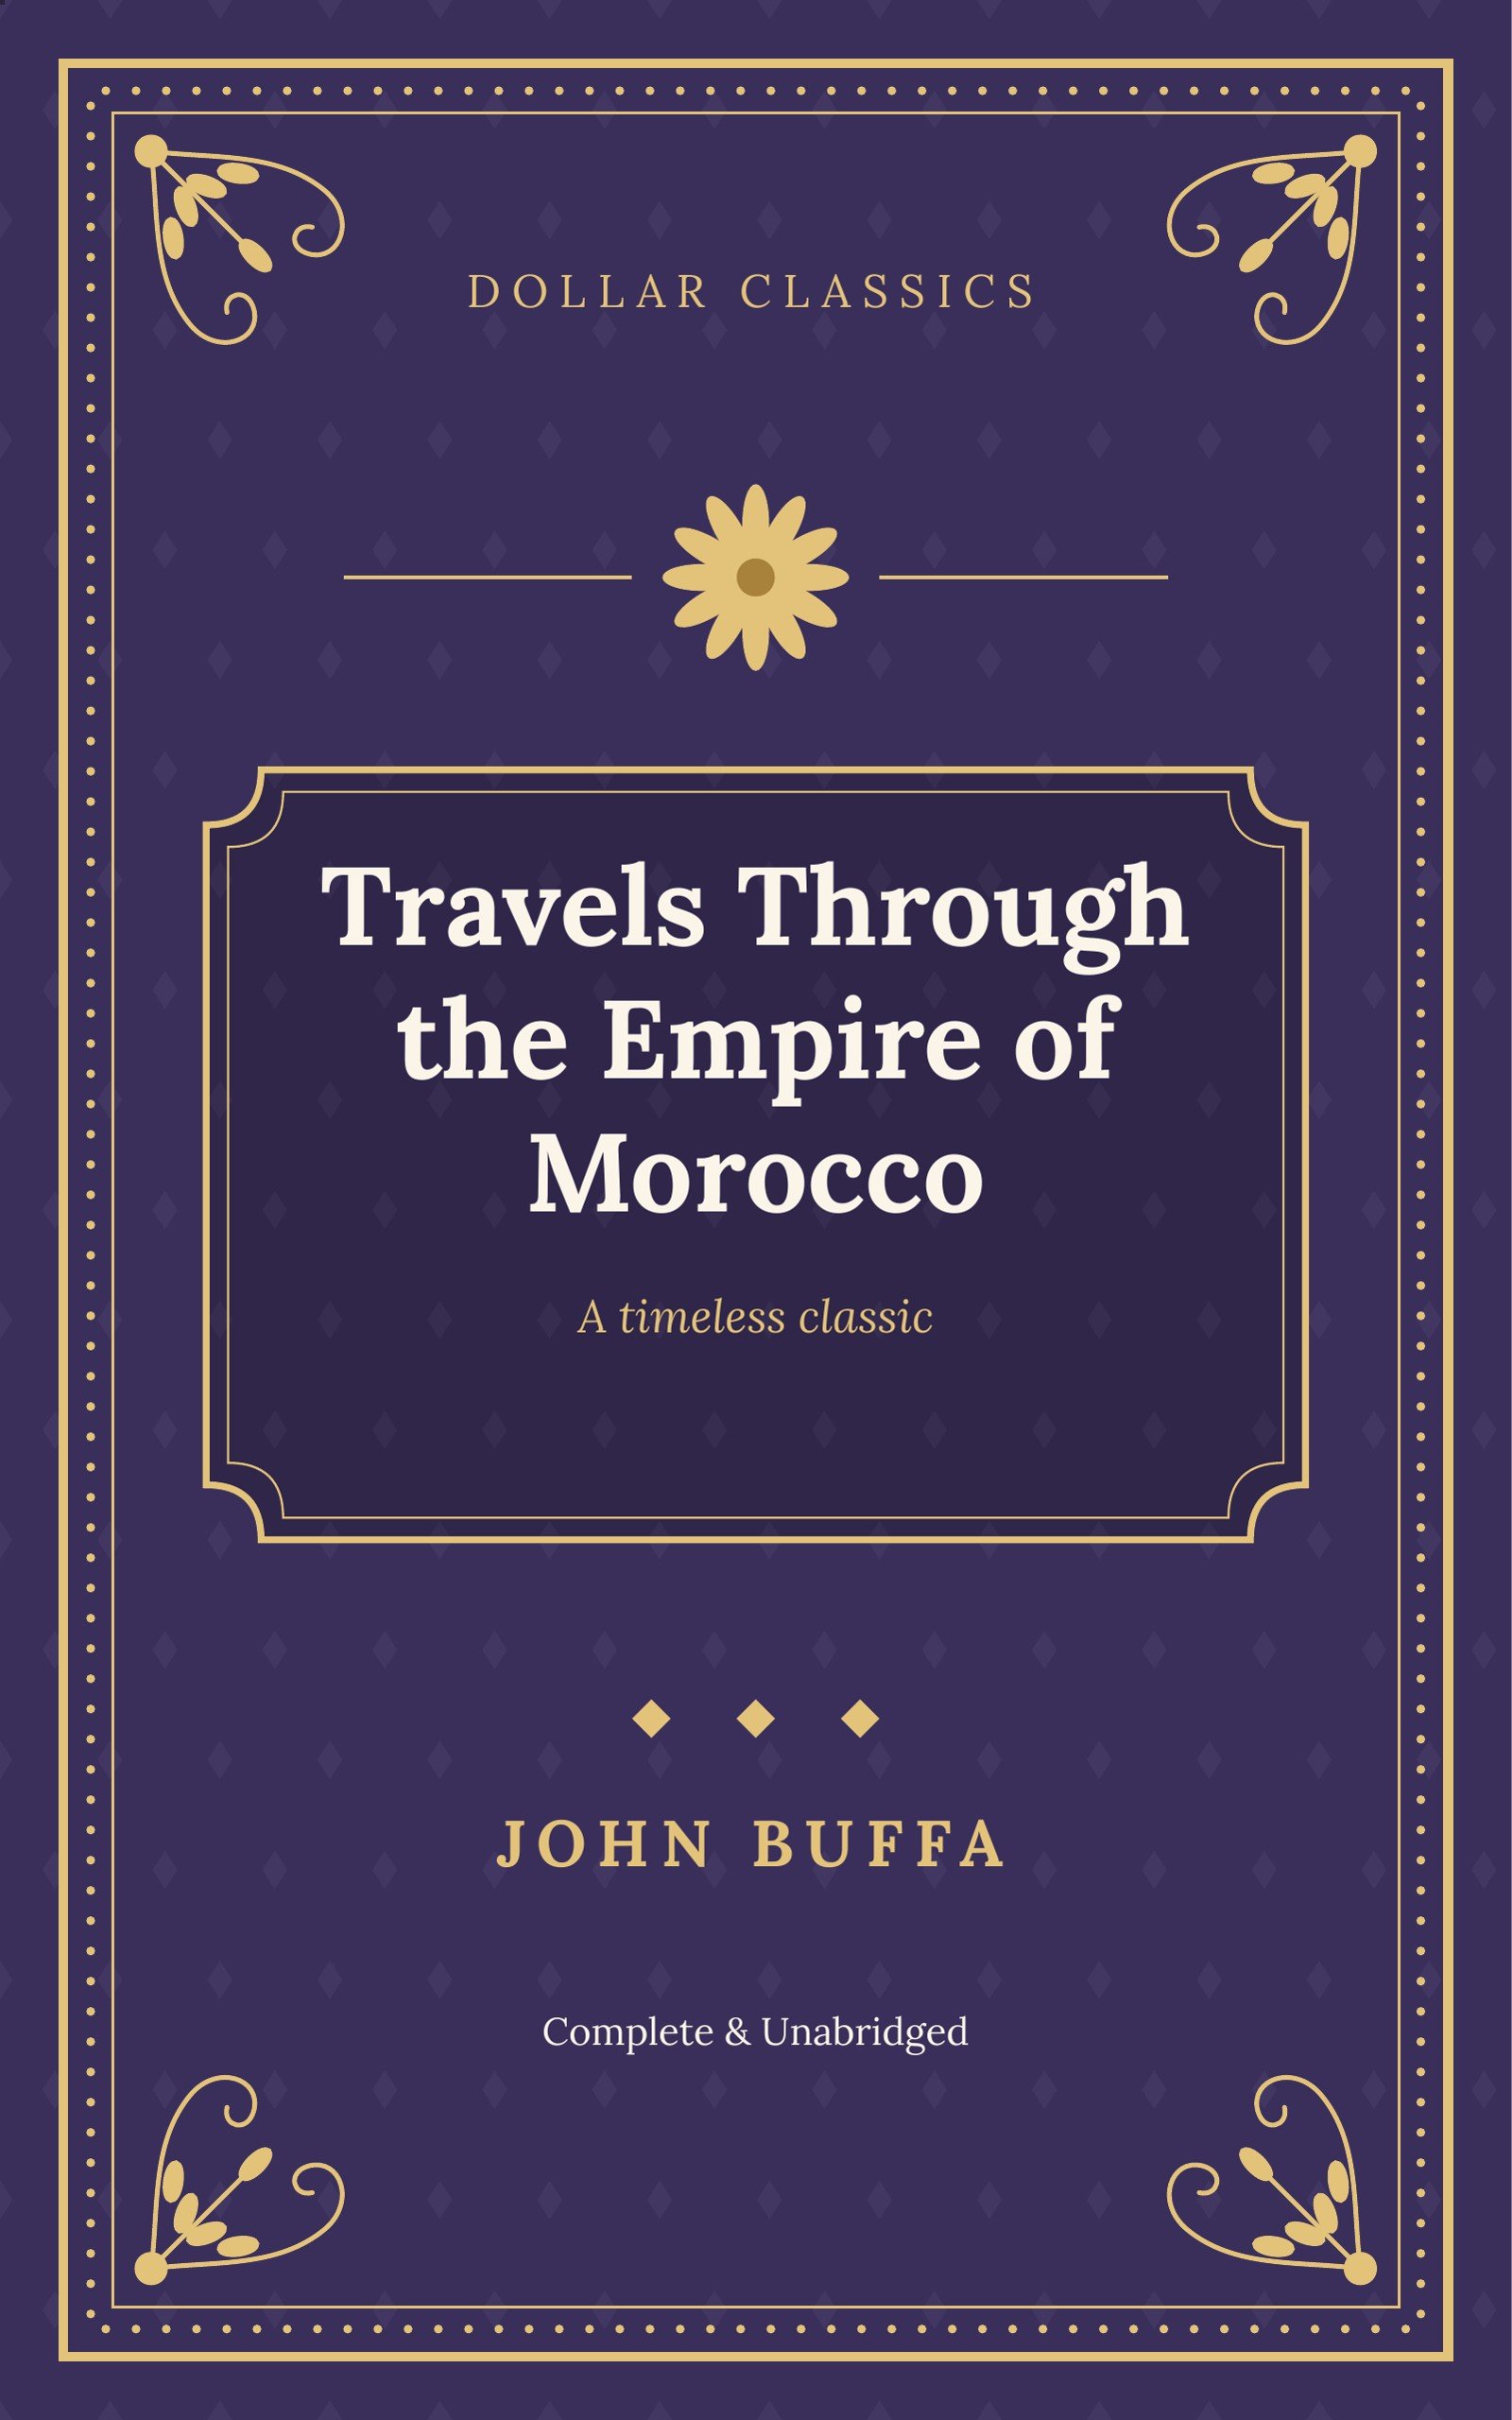 DOLLAR CLASSICS
Travels Through
the Empire of
Morocco
A timeless classic
JOHN BUFFA
Complete & Unabridged